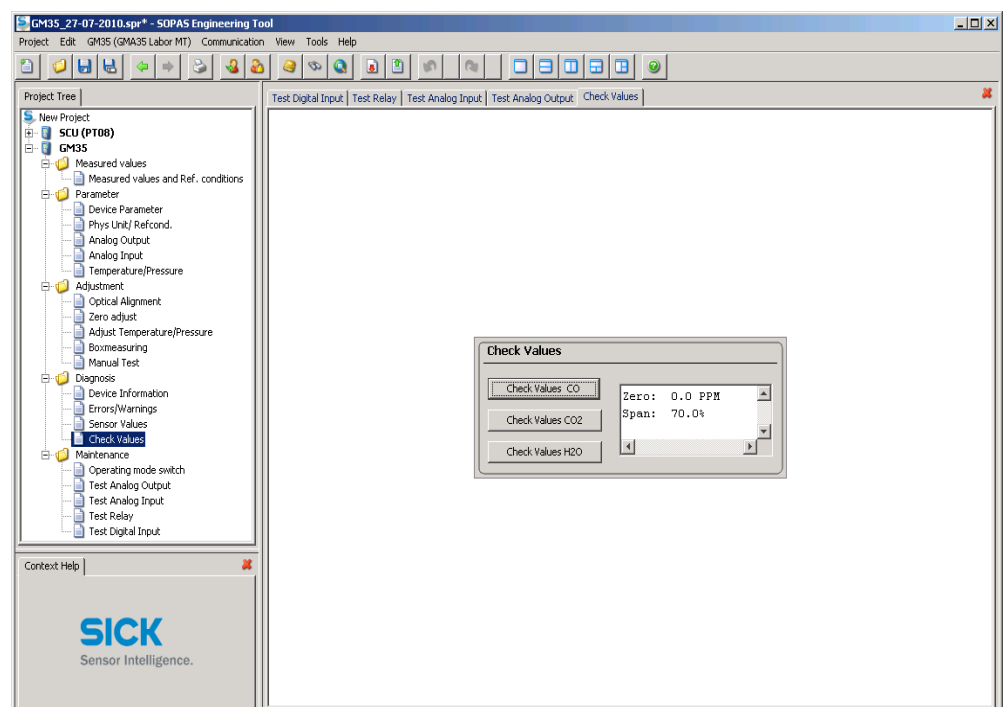 GM35_27-07-2010.spr* - SOPAS Engineering Tool
Project Edit GM35 (GMA35 Labor MT) Communication View Tools Help
Project Tree
New Project
SCU (PT08)
GM35
Measured values
Measured values and Ref. conditions
Parameter
Device Parameter
Phys Unit/ Refcond.
Analog Output
Analog Input
Temperature/Pressure
Adjustment
Optical Alignment
Zero adjust
Adjust Temperature/Pressure
Boxmeasuring
Manual Test
Diagnosis
Device Information
Errors/Warnings
Sensor Values
Check Values
Maintenance
Operating mode switch
Test Analog Output
Test Analog Input
Test Relay
Test Digital Input
Context Help
SICK
Sensor Intelligence.
Test Digital Input Test Relay Test Analog Input Test Analog Output Check Values
Check Values
Check Values CO
Check Values CO2
Check Values H2O
Zero: 0.0 PPM
Span: 70.0%